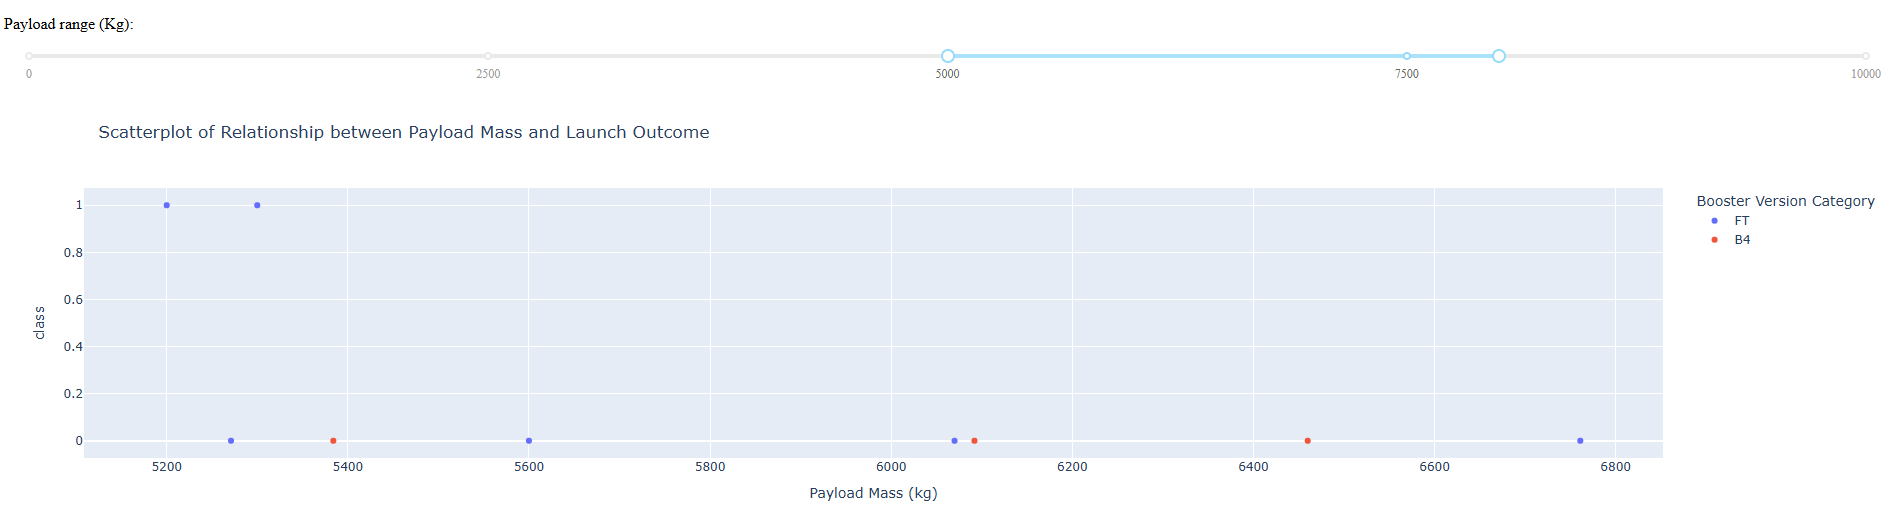 Payload range (Kg):
0 2500 5000 7500 10000
Scatterplot of Relationship between Payload Mass and Launch Outcome
Booster Version Category
FT
B4
1
0.8
0.6
0.4
0.2
0
class
5200 5400 5600 5800 6000 6200 6400 6600 6800
Payload Mass (kg)